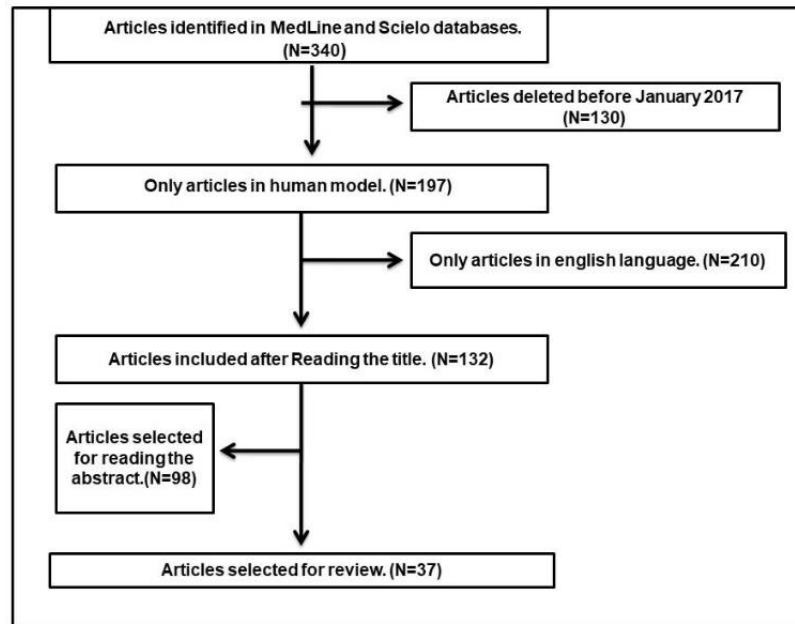 Articles identified in MedLine and Scielo databases.
(N=340)
Articles deleted before January 2017
(N=130)
Only articles in human model. (N=197)
Only articles in english language. (N=210)
Articles included after Reading the title. (N=132)
Articles selected
for reading the
abstract.(N=98)
Articles selected for review. (N=37)